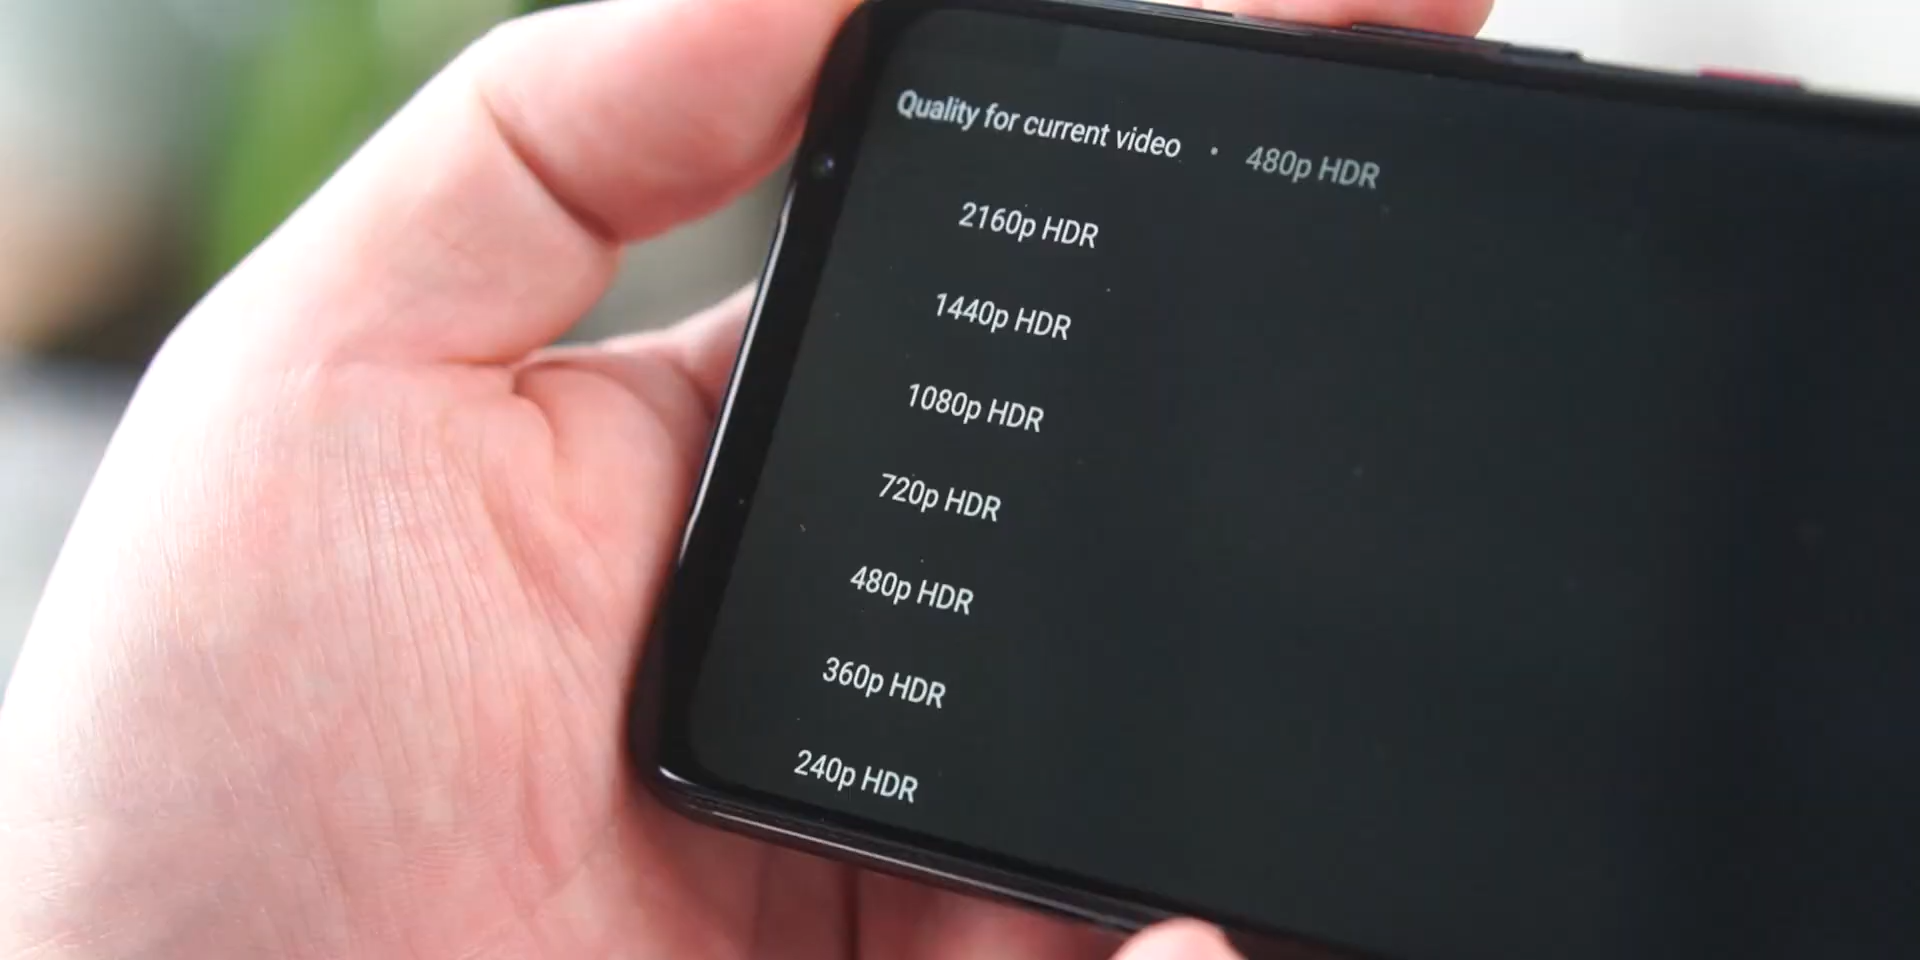 Quality for current video • 480p HDR
2160p HDR
1440p HDR
1080p HDR
720p HDR
480p HDR
360p HDR
240p HDR